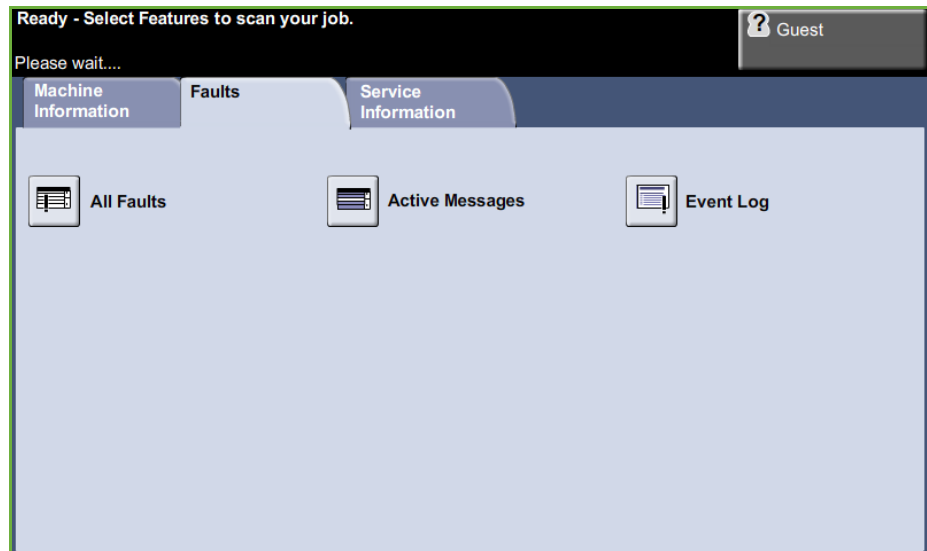 Ready - Select Features to scan your job.
Guest
Please wait....
Machine
Information
Faults
Service
Information
All Faults
Active Messages
Event Log